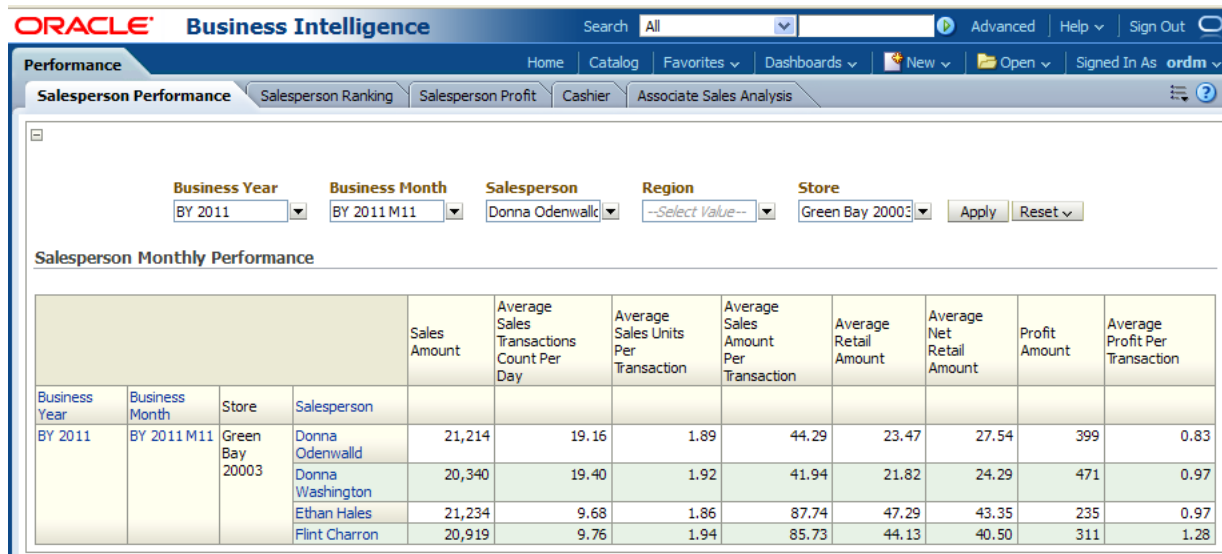 ORACLE Business Intelligence Search All Advanced Help Sign Out
Performance Home Catalog Favorites Dashboards New Open Signed In As ordm
Salesperson Performance Salesperson Ranking Salesperson Profit Cashier Associate Sales Analysis
Business Year Business Month Salesperson Region Store
BY 2011 BY 2011 M11 Donna Odenwalld --Select Value-- Green Bay 20003 Apply Reset
Salesperson Monthly Performance
Sales Amount
Average Sales Transactions Count Per Day
Average Sales Units Per Transaction
Average Sales Amount Per Transaction
Average Retail Amount
Average Net Retail Amount
Profit Amount
Average Profit Per Transaction
Business Year Business Month Store Salesperson
BY 2011 BY 2011 M11 Green Bay 20003 Donna Odenwalld 21,214 19.16 1.89 44.29 23.47 27.54 399 0.83
Donna Washington 20,340 19.40 1.92 41.94 21.82 24.29 471 0.97
Ethan Hales 21,234 9.68 1.86 87.74 47.29 43.35 235 0.97
Flint Charron 20,919 9.76 1.94 85.73 44.13 40.50 311 1.28